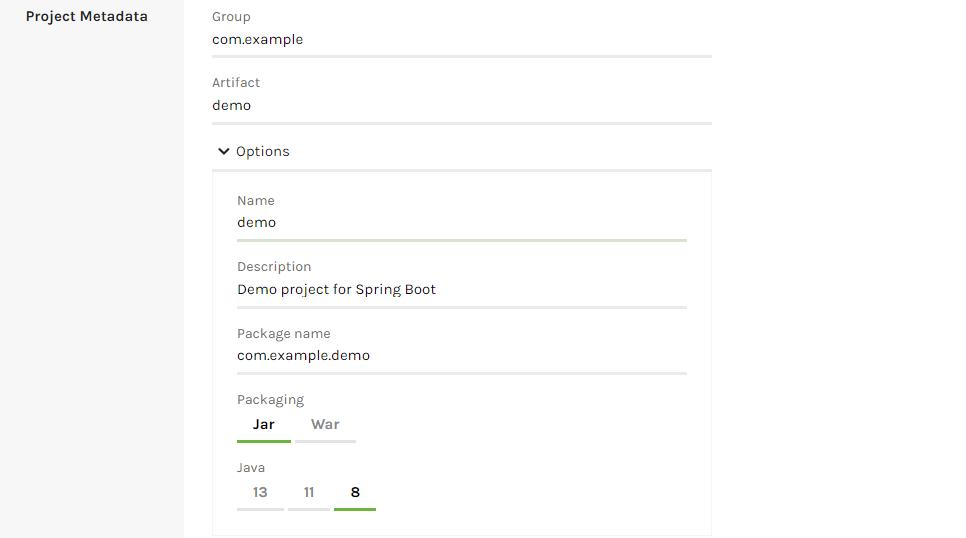 Project Metadata
Group
com.example
Artifact
demo
Options
Name
demo
Description
Demo project for Spring Boot
Package name
com.example.demo
Packaging
Jar War
Java
13 11 8